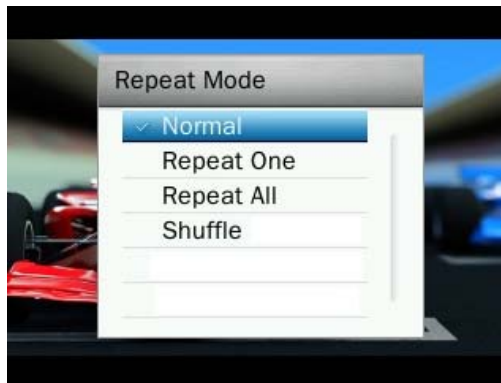 Repeat Mode
Normal
Repeat One
Repeat All
Shuffle